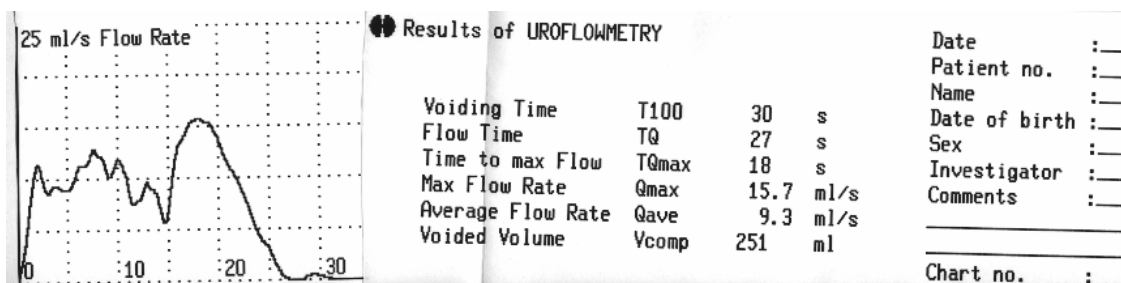 25 ml/s Flow Rate
0 10 20 30
Results of UROFLOWMETRY
Voiding Time T100 30 s
Flow Time TQ 27 s
Time to max Flow TQmax 18 s
Max Flow Rate Qmax 15.7 ml/s
Average Flow Rate Qave 9.3 ml/s
Voided Volume Vcomp 251 ml
Date :
Patient no. :
Name :
Date of birth :
Sex :
Investigator :
Comments :
Chart no. :